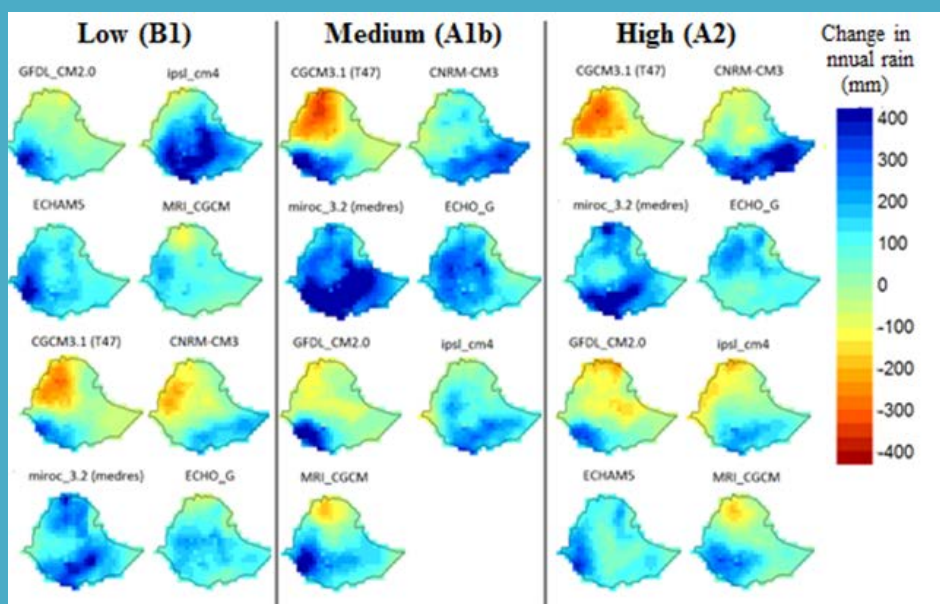 Low (B1)
GFDL_CM2.0 ipsl_cm4
ECHAM5 MRI_CGCM
CGCM3.1 (T47) CNRM-CM3
miroc_3.2 (medres) ECHO_G
Medium (A1b)
CGCM3.1 (T47) CNRM-CM3
miroc_3.2 (medres) ECHO_G
GFDL_CM2.0 ipsl_cm4
MRI_CGCM
High (A2)
CGCM3.1 (T47) CNRM-CM3
miroc_3.2 (medres) ECHO_G
GFDL_CM2.0 ipsl_cm4
ECHAM5 MRI_CGCM
Change in
nnual rain
(mm)
400
300
200
100
0
-100
-200
-300
-400